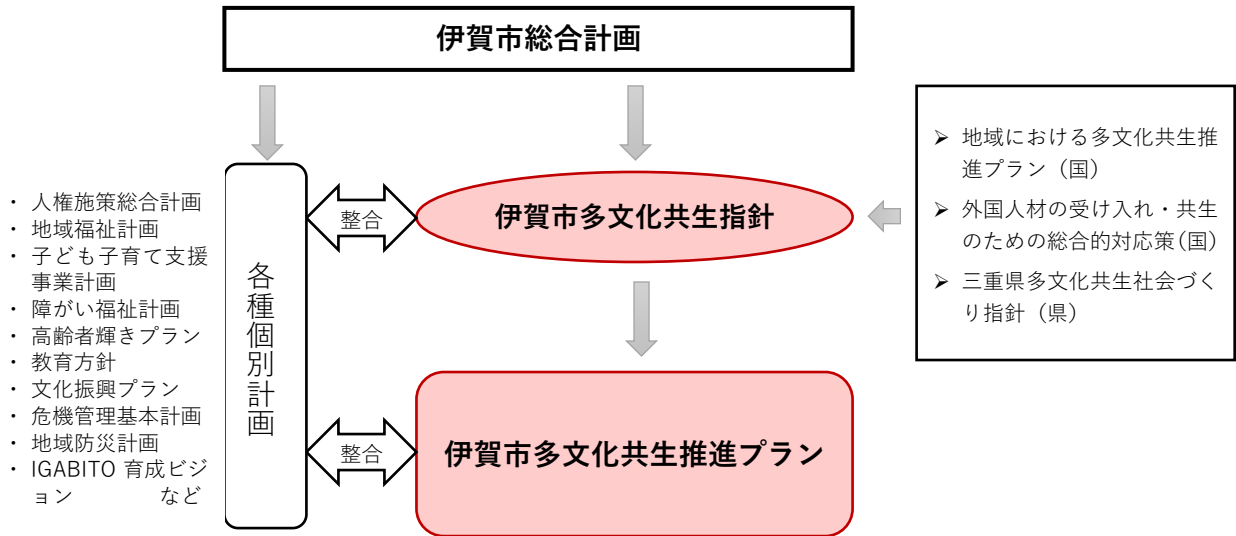 伊賀市総合計画
・ 人権施策総合計画
・ 地域福祉計画
・ 子ども子育て支援
事業計画
・ 障がい福祉計画
・ 高齢者輝きプラン
・ 教育方針
・ 文化振興プラン
・ 危機管理基本計画
・ 地域防災計画
・ IGABITO 育成ビジ
ョン など
各種個別計画
整合
伊賀市多文化共生指針
整合
伊賀市多文化共生推進プラン
➢ 地域における多文化共生推
進プラン（国）
➢ 外国人材の受け入れ・共生
のための総合的対応策(国)
➢ 三重県多文化共生社会づく
り指針（県）